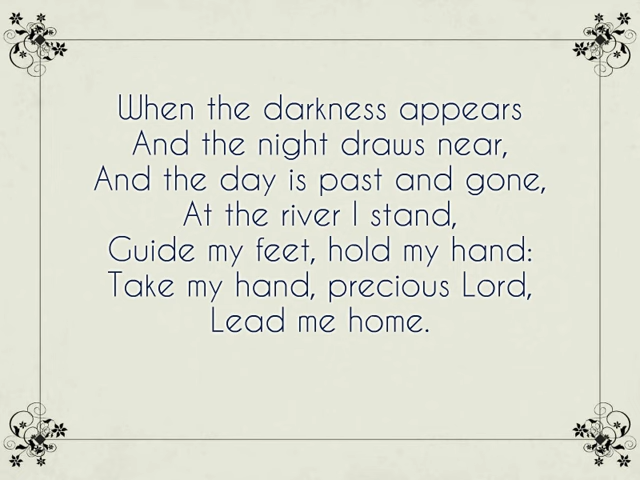 When the darkness appears
And the night draws near,
And the day is past and gone,
At the river I stand,
Guide my feet, hold my hand:
Take my hand, precious Lord,
Lead me home.